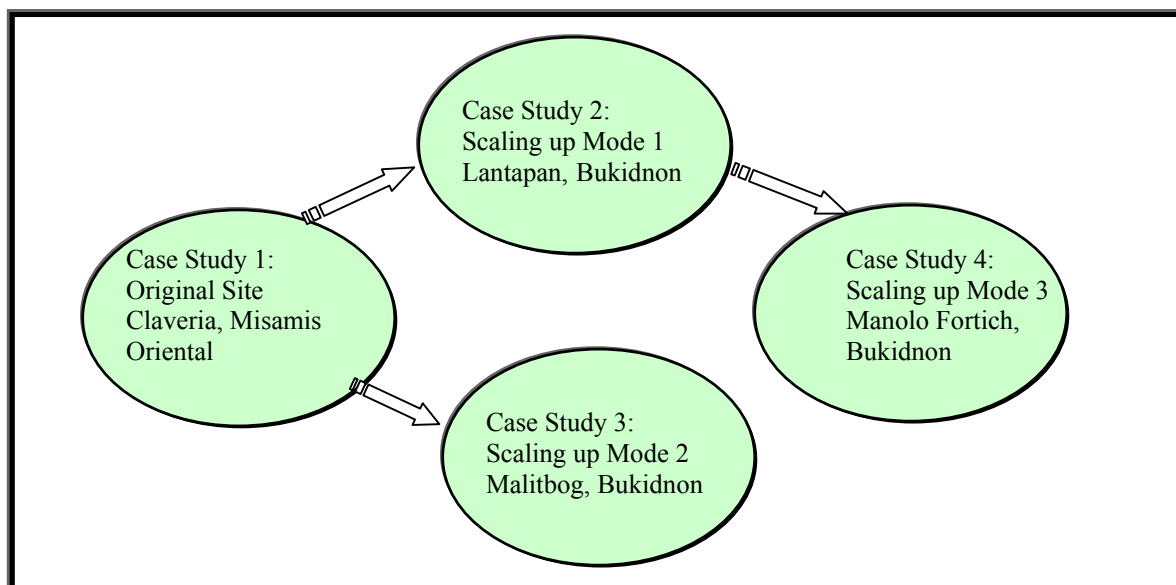 Case Study 2:
Scaling up Mode 1
Lantapan, Bukidnon
Case Study 1:
Original Site
Claveria, Misamis
Oriental
Case Study 4:
Scaling up Mode 3
Manolo Fortich,
Bukidnon
Case Study 3:
Scaling up Mode 2
Malitbog, Bukidnon